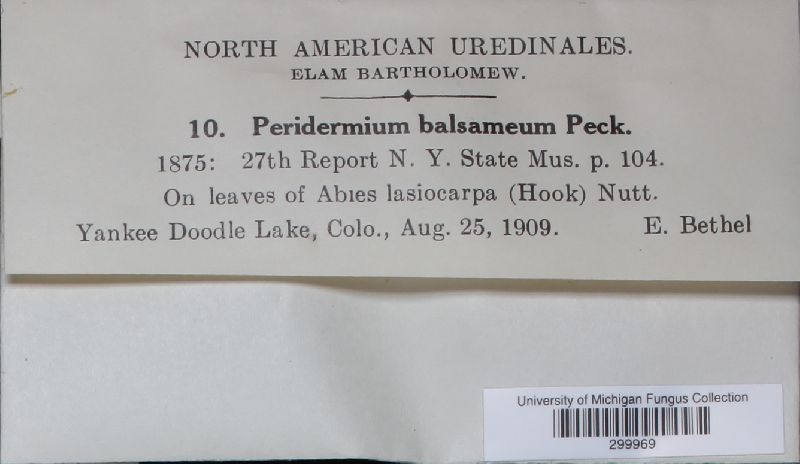 NORTH AMERICAN UREDINALES.
ELAM BARTHOLOMEW.
10. Peridermium balsameum Peck.
1875: 27th Report N. Y. State Mus. p. 104.
On leaves of Abies lasiocarpa (Hook) Nutt.
Yankee Doodle Lake, Colo., Aug. 25, 1909. E. Bethel
University of Michigan Fungus Collection
299969